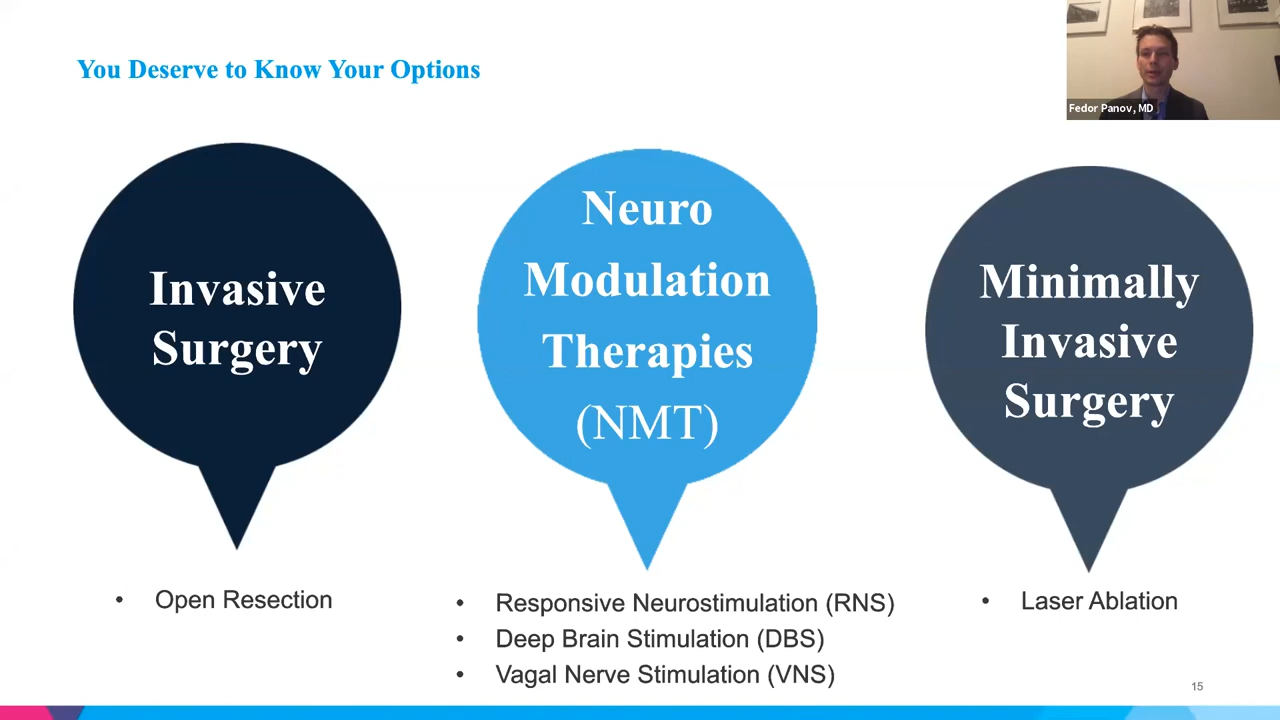 You Deserve to Know Your Options
Fedor Panov, MD
Invasive
Surgery
Neuro
Modulation
Therapies
(NMT)
Minimally
Invasive
Surgery
• Open Resection
• Responsive Neurostimulation (RNS)
• Deep Brain Stimulation (DBS)
• Vagal Nerve Stimulation (VNS)
• Laser Ablation
15